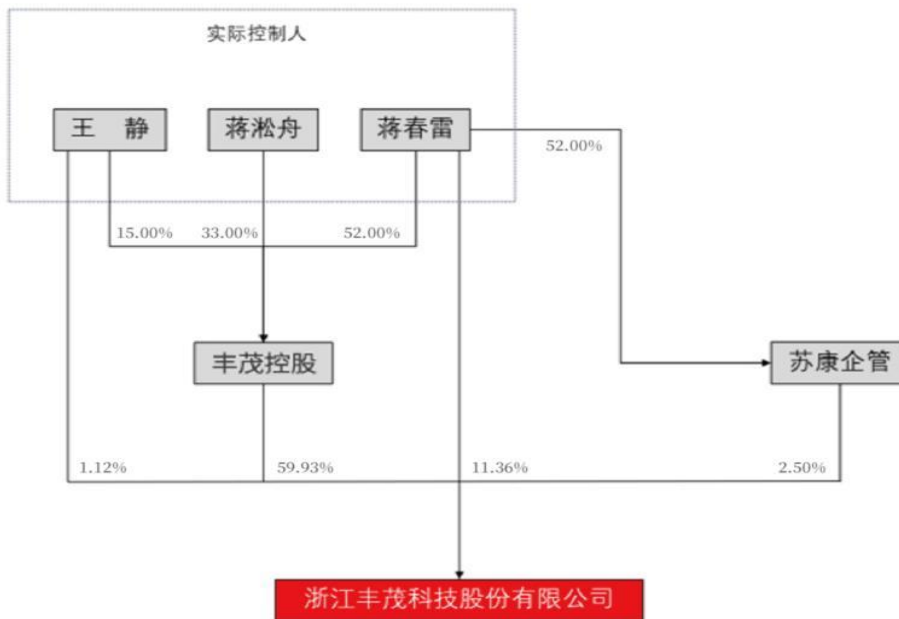 实际控制人
王 静
蒋淞舟
蒋春雷
52.00%
15.00%
33.00%
52.00%
丰茂控股
苏康企管
1.12%
59.93%
11.36%
2.50%
浙江丰茂科技股份有限公司